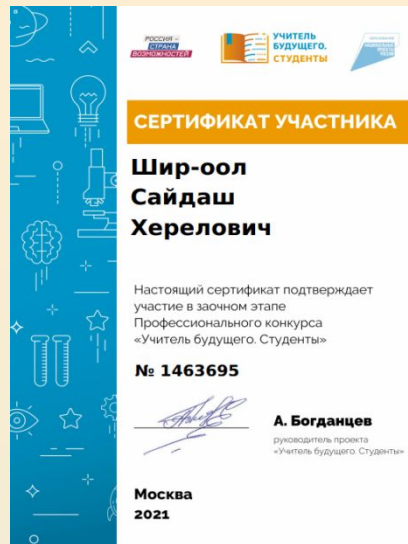 РОССИЯ –
СТРАНА
ВОЗМОЖНОСТЕЙ
УЧИТЕЛЬ
БУДУЩЕГО.
СТУДЕНТЫ
СЕРТИФИКАТ УЧАСТНИКА
Шир-оол
Сайдаш
Херелович
Настоящий сертификат подтверждает
участие в заочном этапе
Профессионального конкурса
«Учитель будущего. Студенты»
№ 1463695
А. Богданцев
руководитель проекта
«Учитель будущего. Студенты»
Москва
2021